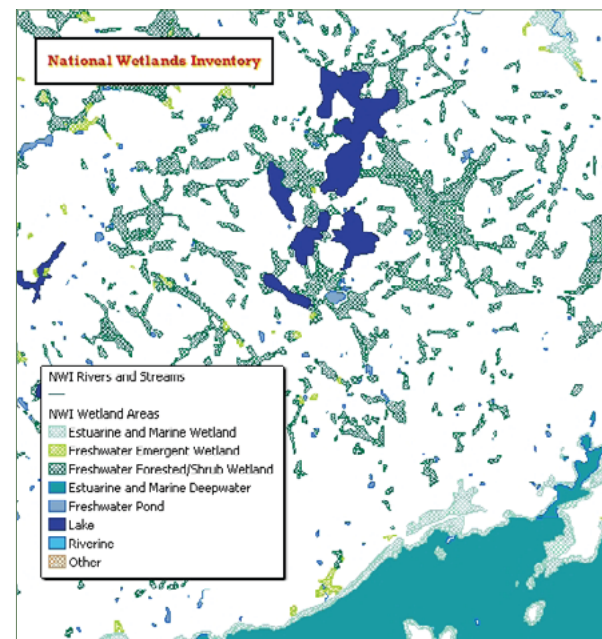 National Wetlands Inventory
NWI Rivers and Streams
NWI Wetland Areas
Estuarine and Marine Wetland
Freshwater Emergent Wetland
Freshwater Forested/Shrub Wetland
Estuarine and Marine Deepwater
Freshwater Pond
Lake
Riverine
Other